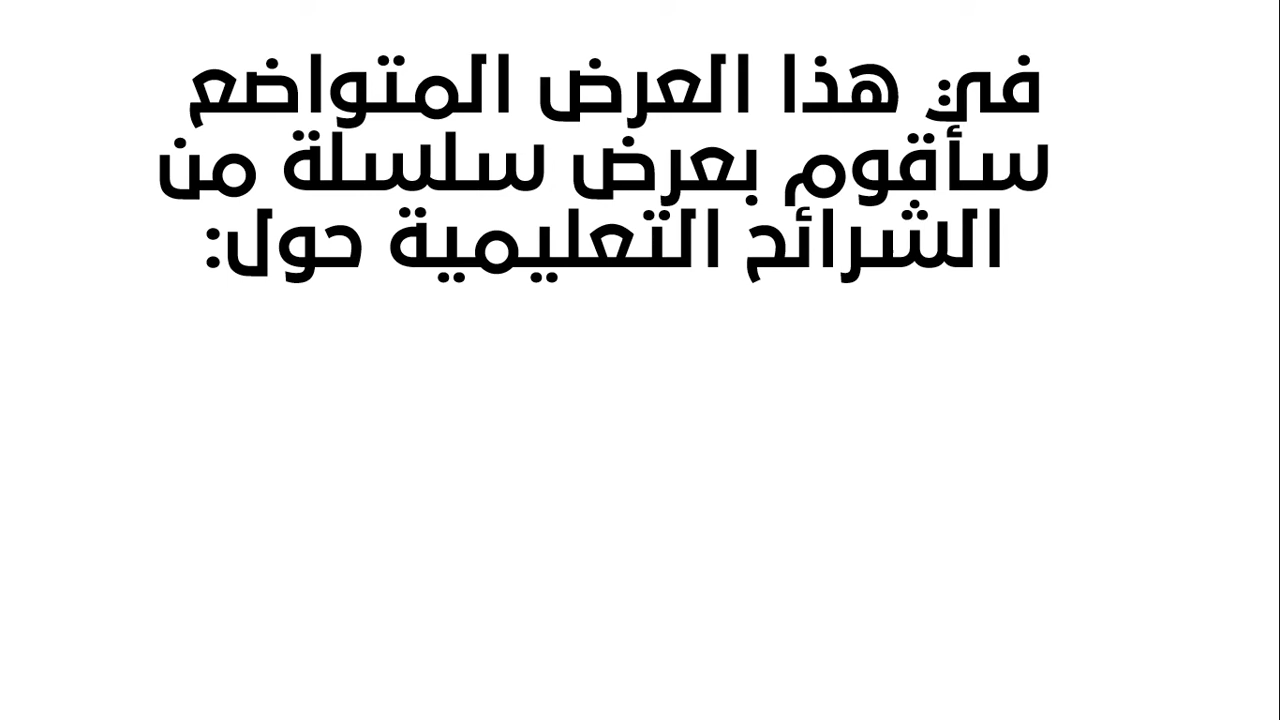 في هذا العرض المتواضع
سأقوم بعرض سلسلة من
الشرائح التعليمية حول: